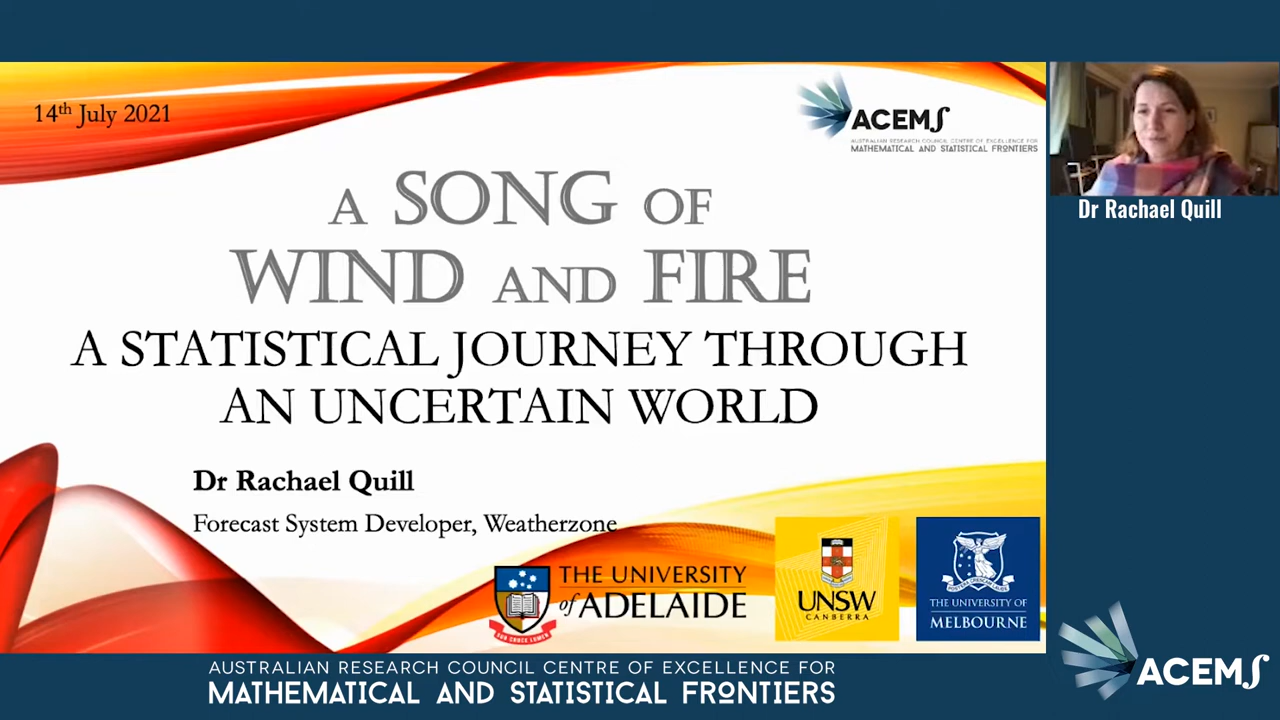 14th July 2021
ACEMS
AUSTRALIAN RESEARCH COUNCIL CENTRE OF EXCELLENCE FOR
MATHEMATICAL AND STATISTICAL FRONTIERS
A SONG OF
WIND AND FIRE
A STATISTICAL JOURNEY THROUGH
AN UNCERTAIN WORLD
Dr Rachael Quill
Forecast System Developer, Weatherzone
THE UNIVERSITY
of ADELAIDE
SUB CRUCE LUMEN
UNSW
CANBERRA
THE UNIVERSITY OF
MELBOURNE
Dr Rachael Quill
AUSTRALIAN RESEARCH COUNCIL CENTRE OF EXCELLENCE FOR
MATHEMATICAL AND STATISTICAL FRONTIERS
ACEMS